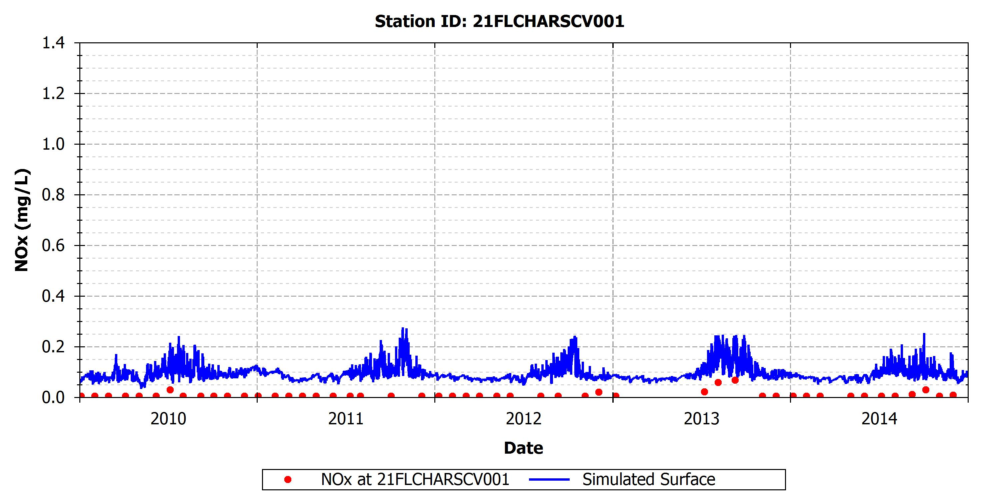 Station ID: 21FLCHARSCV001
1.4
1.2
1.0
0.8
0.6
0.4
0.2
0.0
NOx (mg/L)
2010 2011 2012 2013 2014
Date
NOx at 21FLCHARSCV001 Simulated Surface